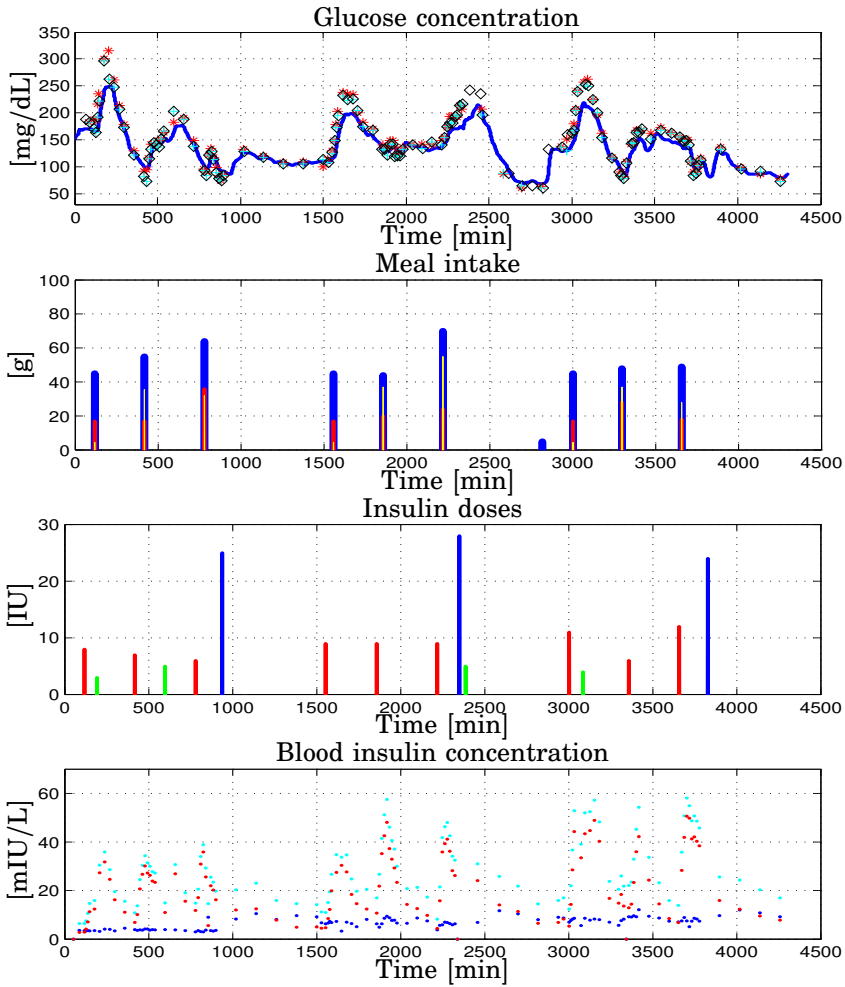 Glucose concentration
[mg/dL]
350
300
250
200
150
100
50
0 500 1000 1500 2000 2500 3000 3500 4000 4500
Time [min]
Meal intake
[g]
100
80
60
40
20
0
0 500 1000 1500 2000 2500 3000 3500 4000 4500
Time [min]
Insulin doses
[IU]
30
20
10
0
0 500 1000 1500 2000 2500 3000 3500 4000 4500
Time [min]
Blood insulin concentration
[mIU/L]
60
40
20
0
0 500 1000 1500 2000 2500 3000 3500 4000 4500
Time [min]